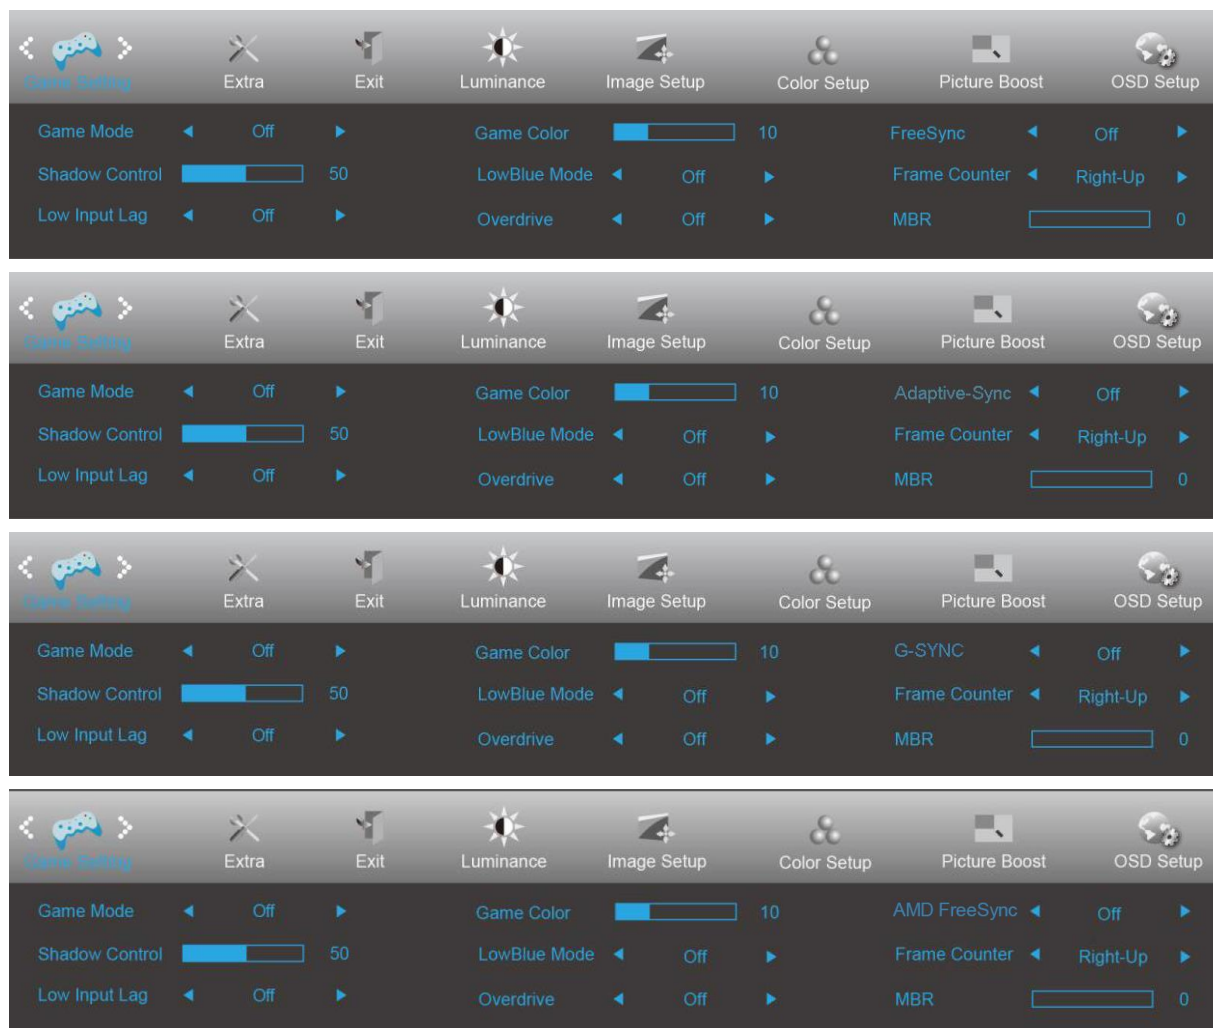 Game Setting Extra Exit Luminance Image Setup Color Setup Picture Boost OSD Setup
Game Mode Off Game Color 10 FreeSync Off
Shadow Control 50 LowBlue Mode Off Frame Counter Right-Up
Low Input Lag Off Overdrive Off MBR 0
Game Setting Extra Exit Luminance Image Setup Color Setup Picture Boost OSD Setup
Game Mode Off Game Color 10 Adaptive-Sync Off
Shadow Control 50 LowBlue Mode Off Frame Counter Right-Up
Low Input Lag Off Overdrive Off MBR 0
Game Setting Extra Exit Luminance Image Setup Color Setup Picture Boost OSD Setup
Game Mode Off Game Color 10 G-SYNC Off
Shadow Control 50 LowBlue Mode Off Frame Counter Right-Up
Low Input Lag Off Overdrive Off MBR 0
Game Setting Extra Exit Luminance Image Setup Color Setup Picture Boost OSD Setup
Game Mode Off Game Color 10 AMD FreeSync Off
Shadow Control 50 LowBlue Mode Off Frame Counter Right-Up
Low Input Lag Off Overdrive Off MBR 0